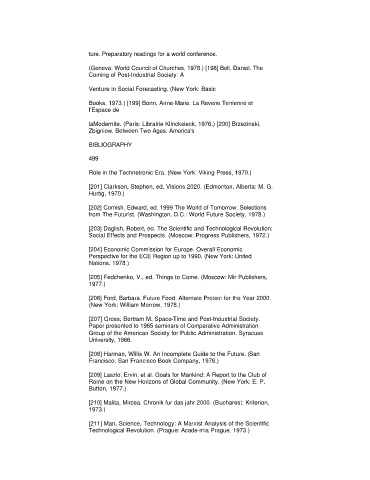 ture. Preparatory readings for a world conference.
(Geneva: World Council of Churches, 1978.) [198] Bell, Daniel. The
Coming of Post-Industrial Society: A
Venture in Social Forecasting. (New York: Basic
Books, 1973.) [199] Bonn, Anne-Marie. La Reverie Terrienne et
l'Espace de
laModernite. (Paris: Librairie Klincksieck, 1976.) [200] Brzezinski,
Zbigniew. Between Two Ages: America's
BIBLIOGRAPHY
499
Role in the Technetronic Era. (New York: Viking Press, 1970.)
[201] Clarkson, Stephen, ed. Visions 2020. (Edmonton, Alberta: M. G.
Hurtig, 1970.)
[202] Cornish, Edward, ed. 1999 The World of Tomorrow: Selections
from The Futurist. (Washington, D.C.: World Future Society, 1978.)
[203] Daglish, Robert, ed. The Scientific and Technological Revolution:
Social Effects and Prospects. (Moscow: Progress Publishers, 1972.)
[204] Economic Commission for Europe. Overall Economic
Perspective for the ECE Region up to 1990. (New York: United
Nations, 1978.)
[205] Fedchenko, V., ed. Things to Come. (Moscow: Mir Publishers,
1977.)
[206] Ford, Barbara. Future Food: Alternate Protein for the Year 2000.
(New York: William Morrow, 1978.)
[207] Gross, Bertram M. Space-Time and Post-Industrial Society.
Paper presented to 1965 seminars of Comparative Administration
Group of the American Society for Public Administration. Syracuse
University, 1966.
[208] Harman, Willis W. An Incomplete Guide to the Future. (San
Francisco: San Francisco Book Company, 1976.)
[209] Laszlo, Ervin, et al. Goals for Mankind: A Report to the Club of
Rome on the New Horizons of Global Community. (New York: E. P.
Dutton, 1977.)
[210] Malita, Mircea. Chronik fur das jahr 2000. (Bucharest: Kriterion,
1973.)
[211] Man, Science, Technology: A Marxist Analysis of the Scientific
Technological Revolution. (Prague: Acade-mia Prague, 1973.)